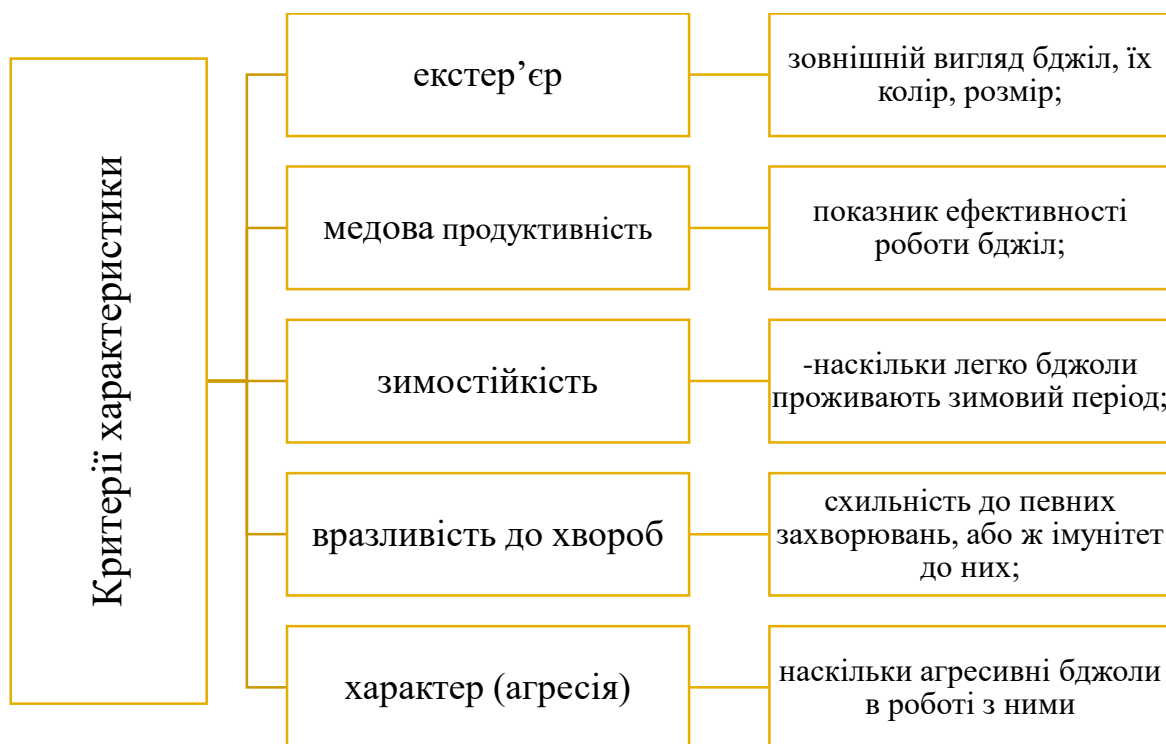 Критерії характеристики
екстер’єр
зовнішній вигляд бджіл, їх
колір, розмір;
медова продуктивність
показник ефективності
роботи бджіл;
зимостійкість
-наскільки легко бджоли
проживають зимовий період;
вразливість до хвороб
схильність до певних
захворювань, або ж імунітет
до них;
характер (агресія)
наскільки агресивні бджоли
в роботі з ними